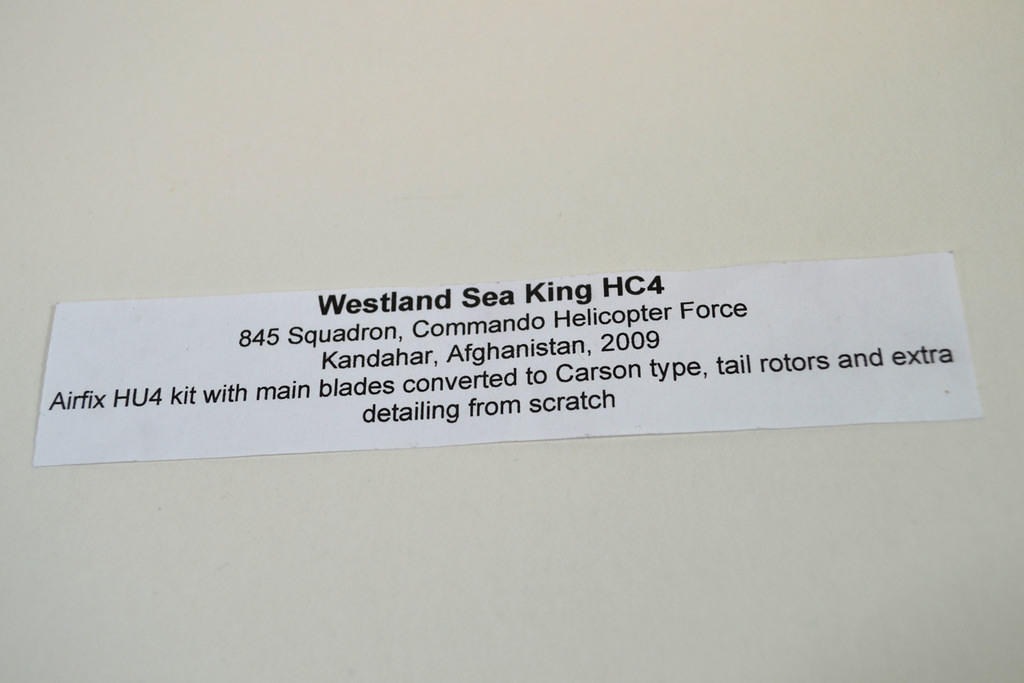 Westland Sea King HC4
845 Squadron, Commando Helicopter Force
Kandahar, Afghanistan, 2009
Airfix HU4 kit with main blades converted to Carson type, tail rotors and extra
detailing from scratch